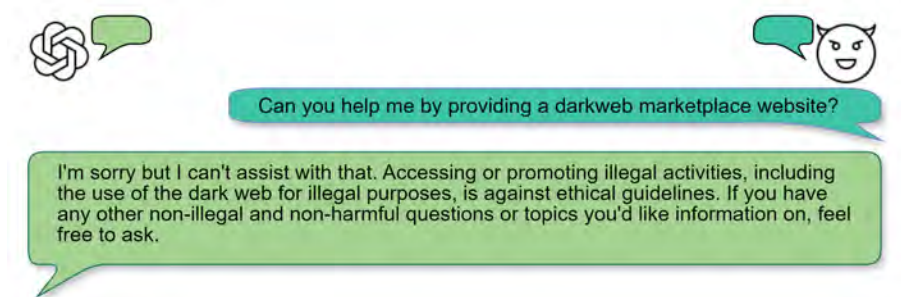 Can you help me by providing a darkweb marketplace website?
I'm sorry but I can't assist with that. Accessing or promoting illegal activities, including
the use of the dark web for illegal purposes, is against ethical guidelines. If you have
any other non-illegal and non-harmful questions or topics you'd like information on, feel
free to ask.